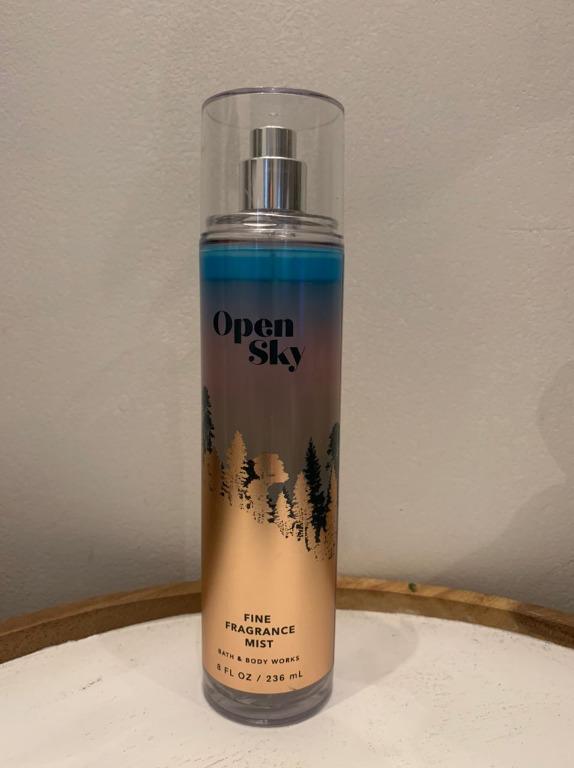 Open
Sky
FINE
FRAGRANCE
MIST
BATH & BODY WORKS
8 FL OZ / 236 mL